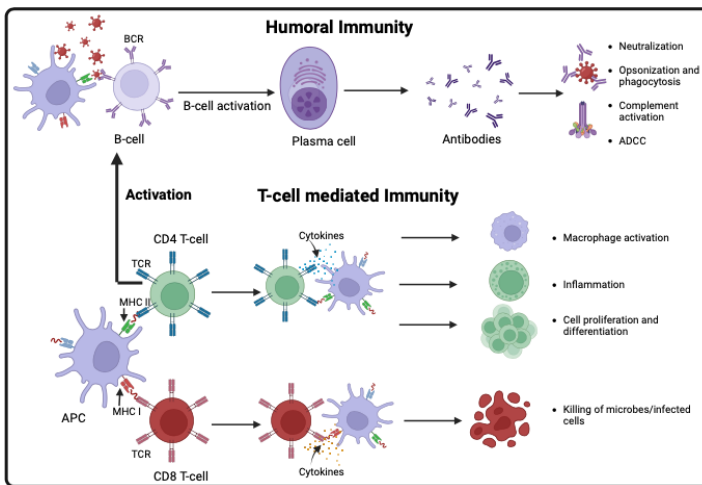 Humoral Immunity
BCR
B-cell activation
B-cell
Plasma cell
Antibodies
• Neutralization
• Opsonization and
phagocytosis
• Complement
activation
• ADCC
Activation
T-cell mediated Immunity
CD4 T-cell
TCR
MHC II
Cytokines
• Macrophage activation
• Inflammation
• Cell proliferation and
differentiation
APC
MHC I
TCR
CD8 T-cell
Cytokines
• Killing of microbes/infected
cells